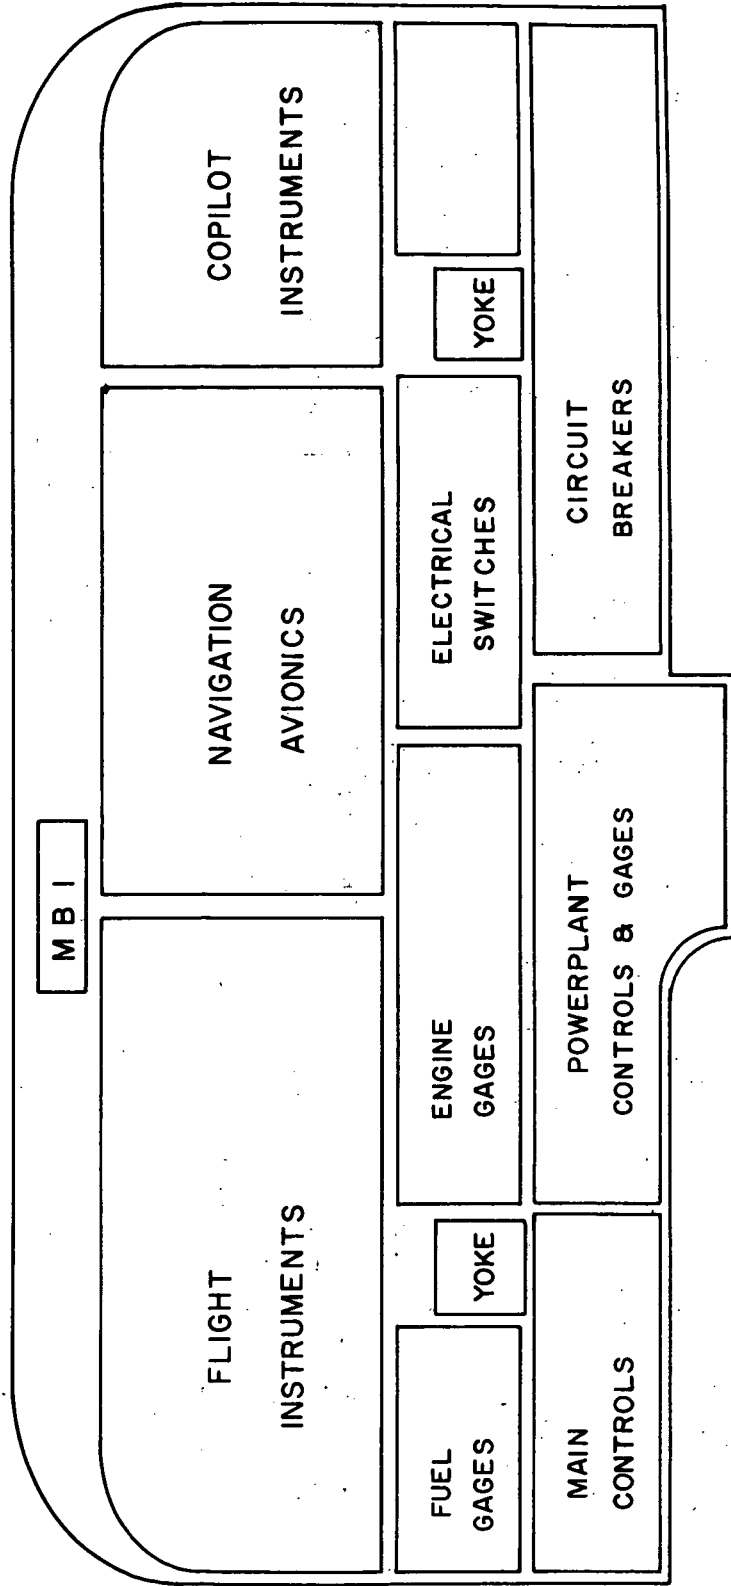 MBI
FLIGHT
INSTRUMENTS
NAVIGATION
AVIONICS
COPILOT
INSTRUMENTS
FUEL
GAGES
YOKE
ENGINE
GAGES
ELECTRICAL
SWITCHES
YOKE
MAIN
CONTROLS
POWERPLANT
CONTROLS & GAGES
CIRCUIT
BREAKERS